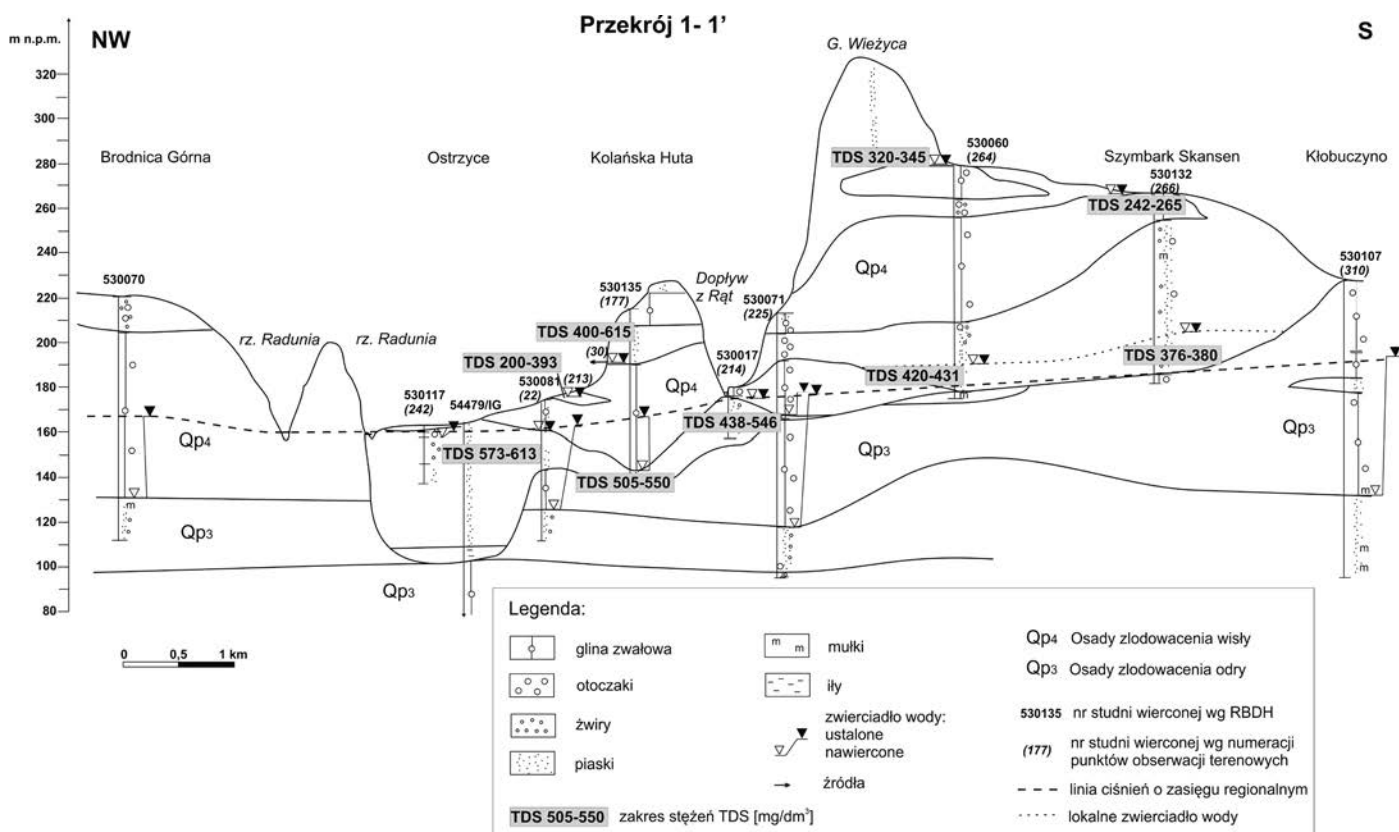 Przekrój 1- 1'
m n.p.m.
NW
S
320
300
280
260
240
220
200
180
160
140
120
100
80
G. Wieżyca
Brodnica Górna
Ostrzyce
Kolańska Huta
Szymbark Skansen
Kłobuczyno
TDS 320-345
530060
(264)
530132
(266)
TDS 242-265
530107
(310)
530070
rz. Radunia
rz. Radunia
530135
(177)
Dopływ
z Rąt
530071
(225)
Qp4
TDS 400-615
(30)
TDS 200-393
530117
(242)
54479/IG
530081
(22)
(213)
Qp4
530017
(214)
TDS 420-431
TDS 376-380
Qp4
TDS 573-613
TDS 438-546
TDS 505-550
Qp3
Qp3
Qp3
m
m
m
m
m
m
m
m
0
0,5
1 km
Legenda:
glina zwałowa
otoczaki
żwiry
piaski
TDS 505-550
zakres stężeń TDS [mg/dm³]
m
m
mułki
iły
zwierciadło wody:
ustalone
nawiercone
źródła
Qp4 Osady zlodowacenia wisły
Qp3 Osady zlodowacenia odry
530135 nr studni wierconej wg RBDH
(177) nr studni wierconej wg numeracji
punktów obserwacji terenowych
linia ciśnień o zasięgu regionalnym
lokalne zwierciadło wody